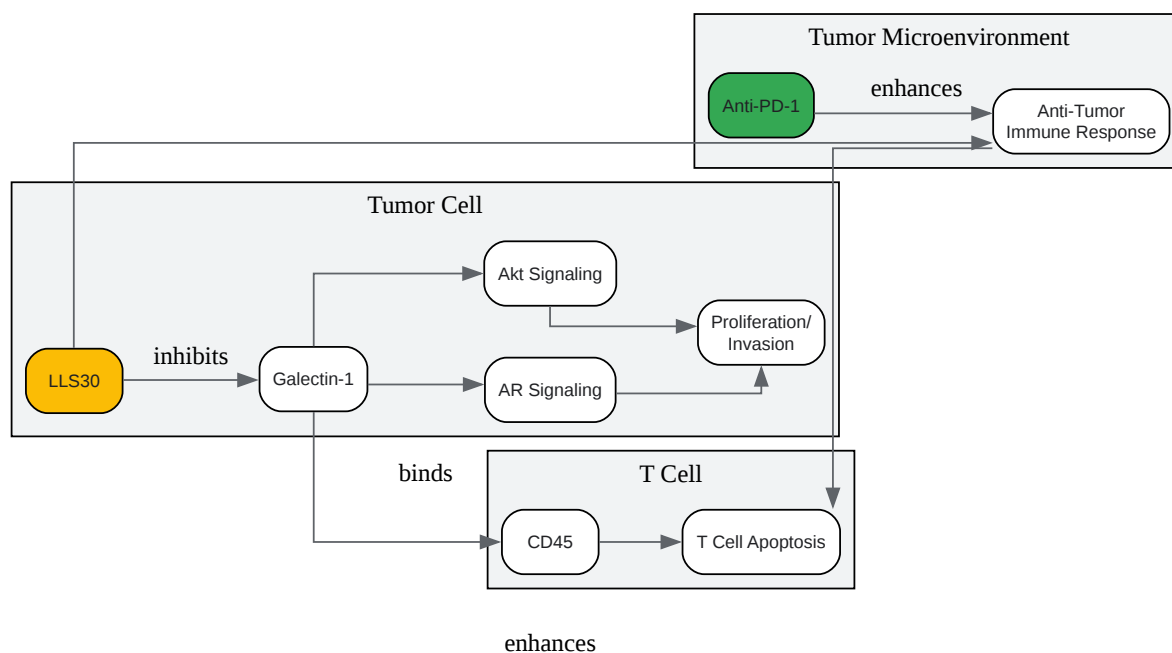 Tumor Microenvironment
Anti-PD-1
enhances
Anti-Tumor
Immune Response
Tumor Cell
Akt Signaling
Proliferation/
Invasion
LLS30
inhibits
Galectin-1
AR Signaling
binds
T Cell
CD45
T Cell Apoptosis
enhances